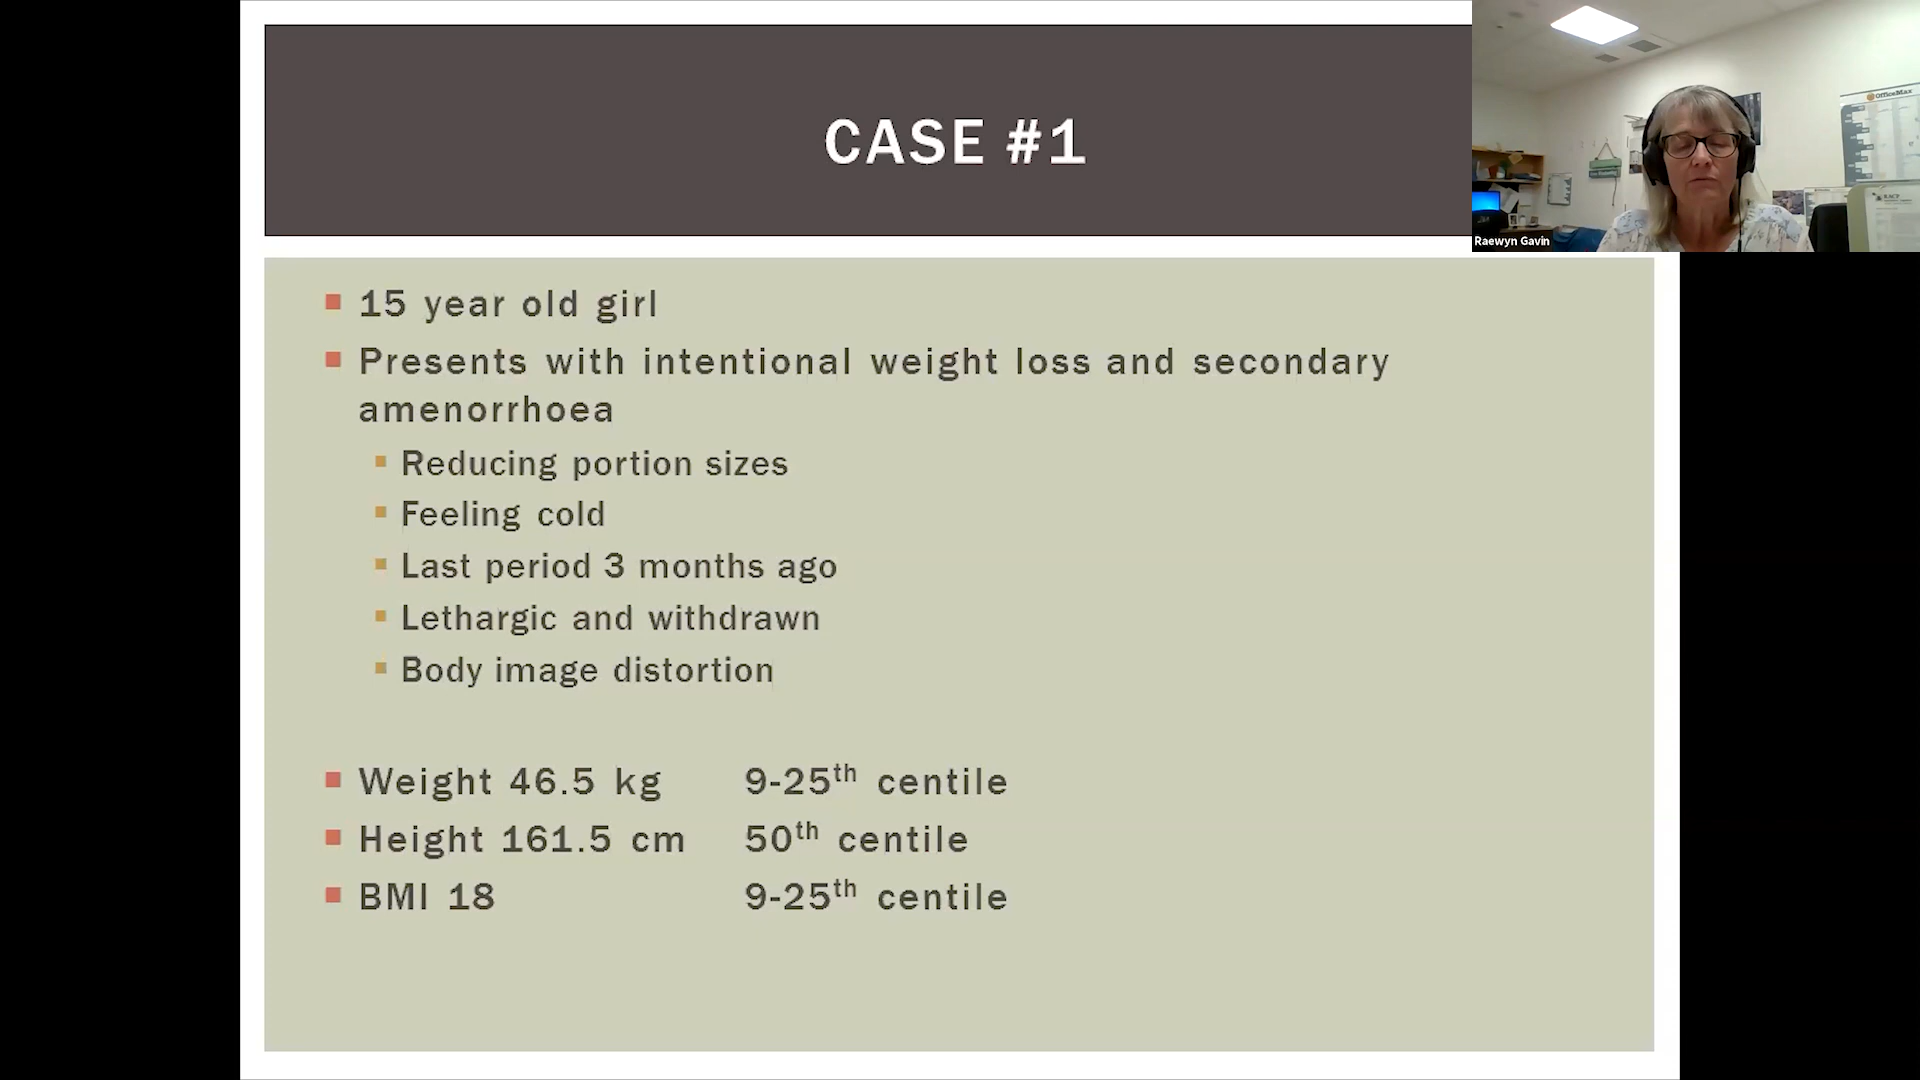 CASE #1
OfficeMax
Raewyn Gavin
15 year old girl
Presents with intentional weight loss and secondary
amenorrhoea
Reducing portion sizes
Feeling cold
Last period 3 months ago
Lethargic and withdrawn
Body image distortion
Weight 46.5 kg 9-25th centile
Height 161.5 cm 50th centile
BMI 18 9-25th centile